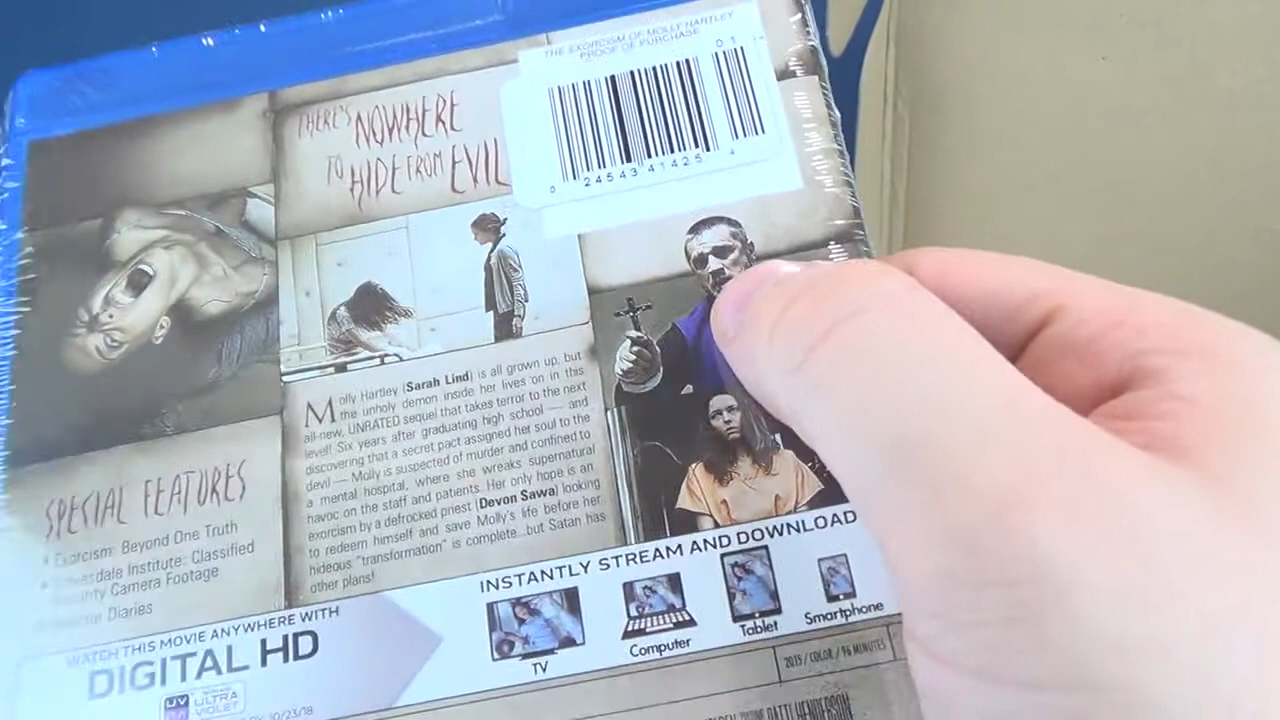 THE EXORCISM OF MOLLY HARTLEY
PROOF OF PURCHASE
01
0 24543 41425 4
THERE'S NOWHERE
TO HIDE FROM EVIL
Molly Hartley (Sarah Lind) is all grown up, but
the unholy demon inside her lives on in this
all-new, UNRATED sequel that takes terror to the next
level! Six years after graduating high school — and
discovering that a secret pact assigned her soul to the
devil — Molly is suspected of murder and confined to
a mental hospital, where she wreaks supernatural
havoc on the staff and patients. Her only hope is an
exorcism by a defrocked priest (Devon Sawa) looking
to redeem himself and save Molly's life before her
hideous "transformation" is complete...but Satan has
other plans!
SPECIAL FEATURES
Exorcism: Beyond One Truth
Institute: Classified
Camera Footage
Diaries
WATCH THIS MOVIE ANYWHERE WITH
DIGITAL HD
UV
ULTRA
VIOLET
10/23/18
INSTANTLY STREAM AND DOWNLOAD
TV
Computer
Tablet
Smartphone
2015 / COLOR / 96 MINUTES
PATTI HENDERSON